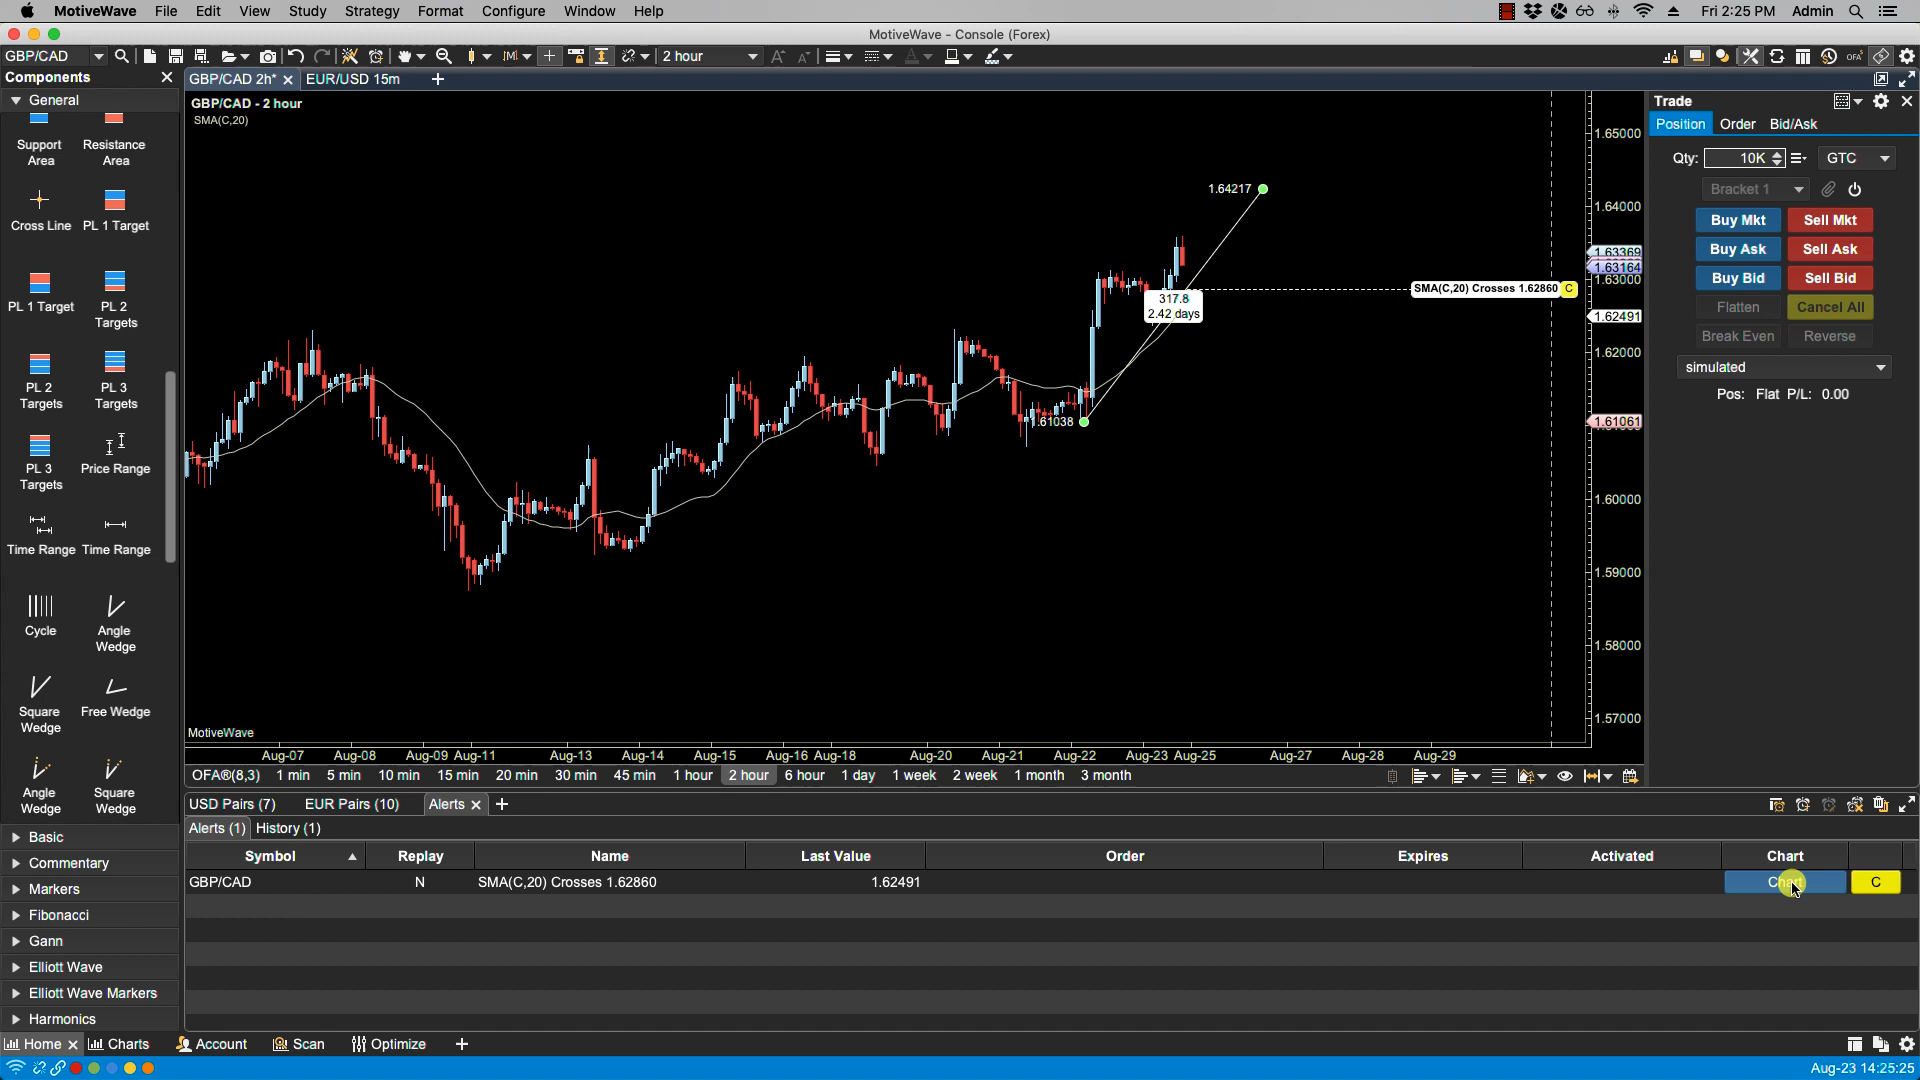 MotiveWave File Edit View Study Strategy Format Configure Window Help Fri 2:25 PM Admin
MotiveWave - Console (Forex)
GBP/CAD 2 hour
Components
GBP/CAD 2h* EUR/USD 15m
General
Support Area
Resistance Area
Cross Line
PL 1 Target
PL 1 Target
PL 2 Targets
PL 2 Targets
PL 3 Targets
PL 3 Targets
Price Range
Time Range
Time Range
Cycle
Angle Wedge
Square Wedge
Free Wedge
Angle Wedge
Square Wedge
Basic
Commentary
Markers
Fibonacci
Gann
Elliott Wave
Elliott Wave Markers
Harmonics
GBP/CAD - 2 hour
SMA(C,20)
1.64217
317.8
2.42 days
1.61038
SMA(C,20) Crosses 1.62860 C
1.65000
1.64000
1.63369
1.63164
1.63000
1.62491
1.62000
1.61061
1.60000
1.59000
1.58000
1.57000
MotiveWave
Aug-07 Aug-08 Aug-09 Aug-11 Aug-13 Aug-14 Aug-15 Aug-16 Aug-18 Aug-20 Aug-21 Aug-22 Aug-23 Aug-25 Aug-27 Aug-28 Aug-29
OFA®(8,3) 1 min 5 min 10 min 15 min 20 min 30 min 45 min 1 hour 2 hour 6 hour 1 day 1 week 2 week 1 month 3 month
Trade
Position Order Bid/Ask
Qty: 10K GTC
Bracket 1
Buy Mkt Sell Mkt
Buy Ask Sell Ask
Buy Bid Sell Bid
Flatten Cancel All
Break Even Reverse
simulated
Pos: Flat P/L: 0.00
USD Pairs (7) EUR Pairs (10) Alerts
Alerts (1) History (1)
Symbol Replay Name Last Value Order Expires Activated Chart
GBP/CAD N SMA(C,20) Crosses 1.62860 1.62491 Chart C
Home Charts Account Scan Optimize
Aug-23 14:25:25